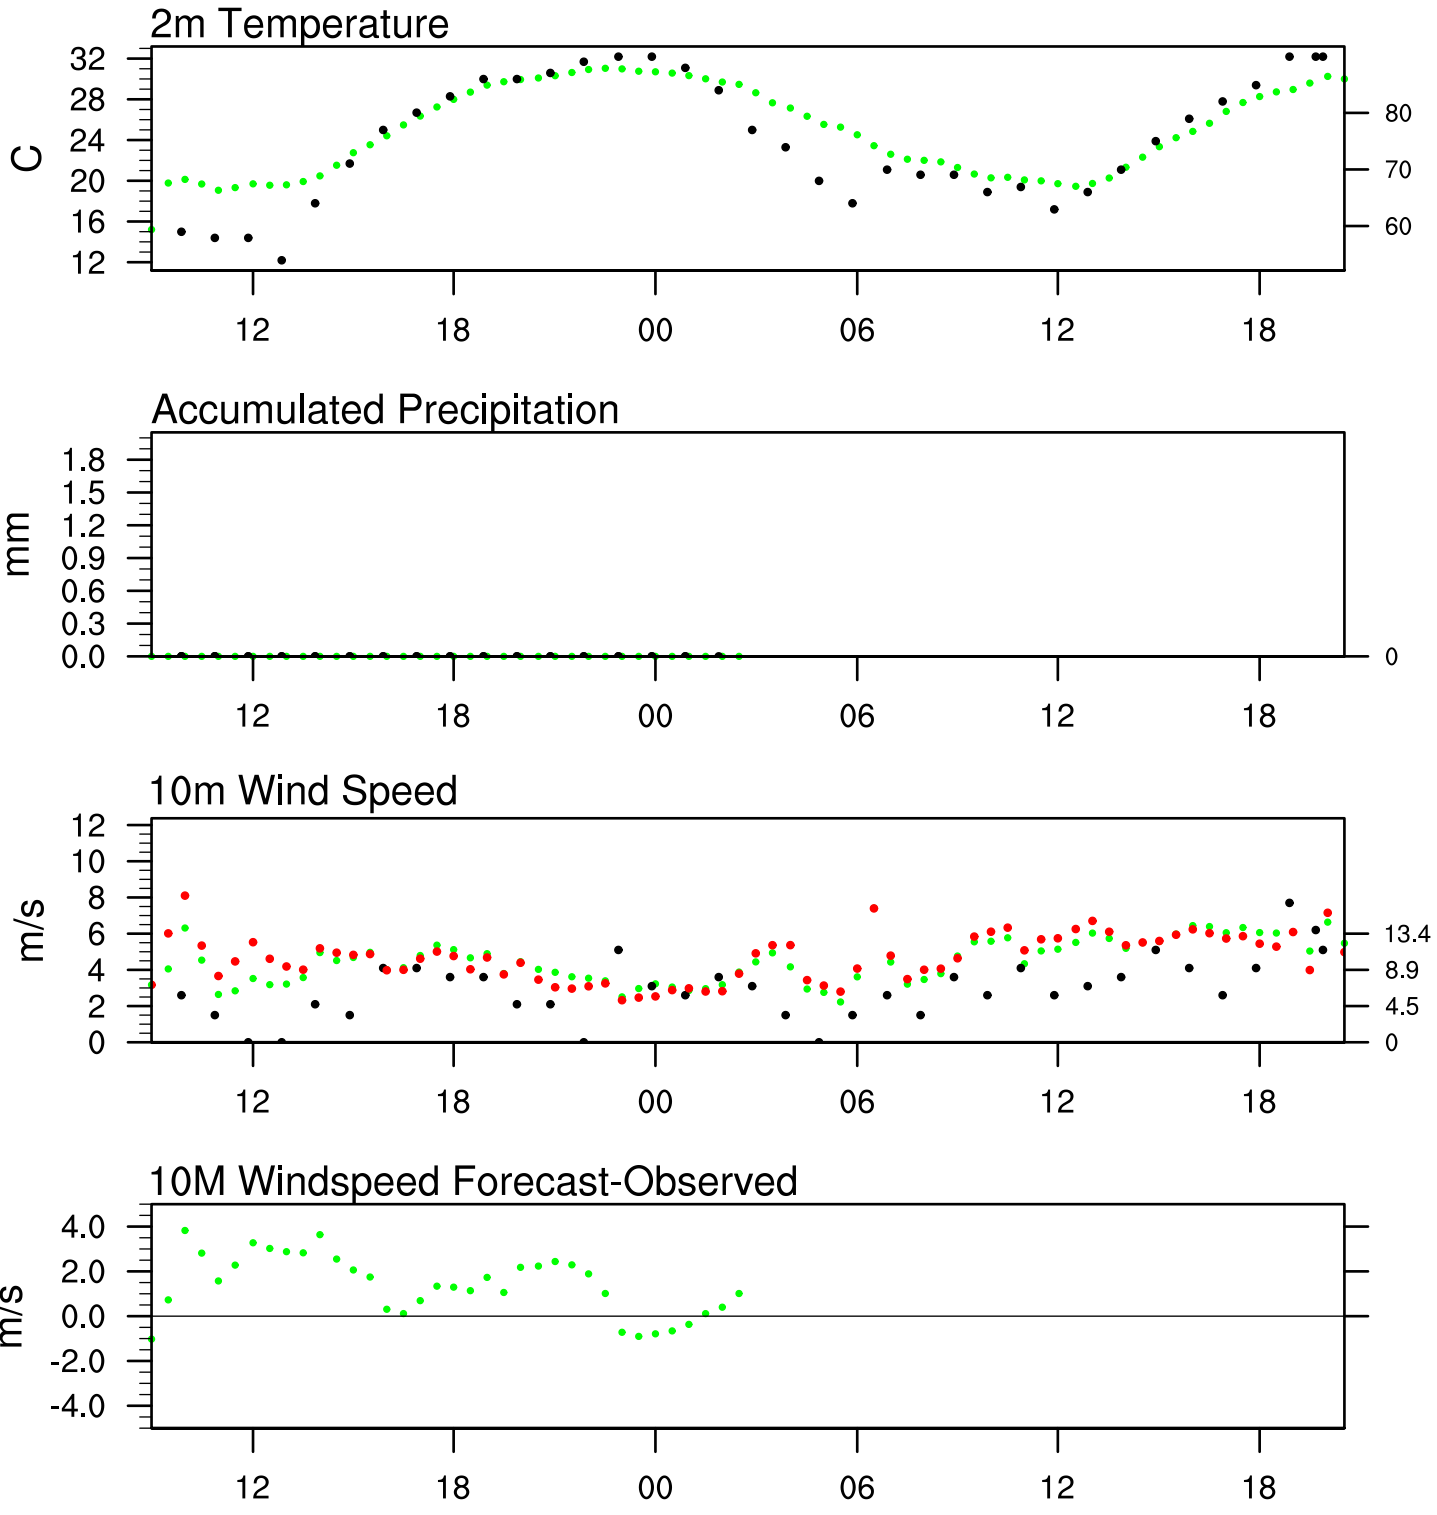 2m Temperature
32
28
24
20
16
12
C
80
70
60
12 18 00 06 12 18
Accumulated Precipitation
1.8
1.5
1.2
0.9
0.6
0.3
0.0
mm
0
12 18 00 06 12 18
10m Wind Speed
12
10
8
6
4
2
0
m/s
13.4
8.9
4.5
0
12 18 00 06 12 18
10M Windspeed Forecast-Observed
4.0
2.0
0.0
-2.0
-4.0
m/s
12 18 00 06 12 18